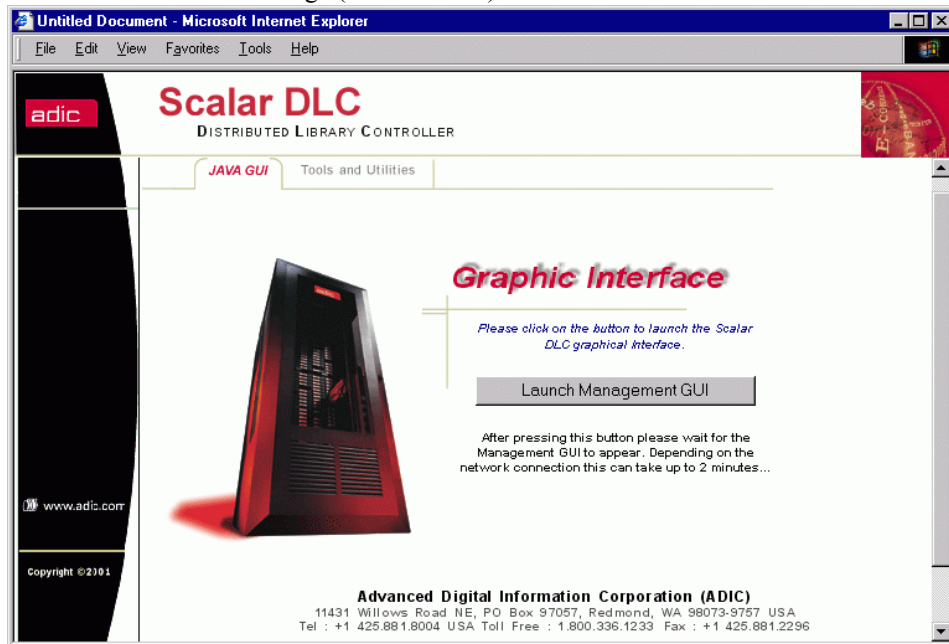 Untitled Document - Microsoft Internet Explorer
File Edit View Favorites Tools Help
adic
Scalar DLC
DISTRIBUTED LIBRARY CONTROLLER
JAVA GUI Tools and Utilities
Graphic Interface
Please click on the button to launch the Scalar
DLC graphical Interface.
Launch Management GUI
After pressing this button please wait for the
Management GUI to appear. Depending on the
network connection this can take up to 2 minutes...
www.adic.com
Copyright ©2001
Advanced Digital Information Corporation (ADIC)
11431 Willows Road NE, PO Box 97057, Redmond, WA 98073-9757 USA
Tel : +1 425.881.8004 USA Toll Free : 1.800.336.1233 Fax : +1 425.881.2296